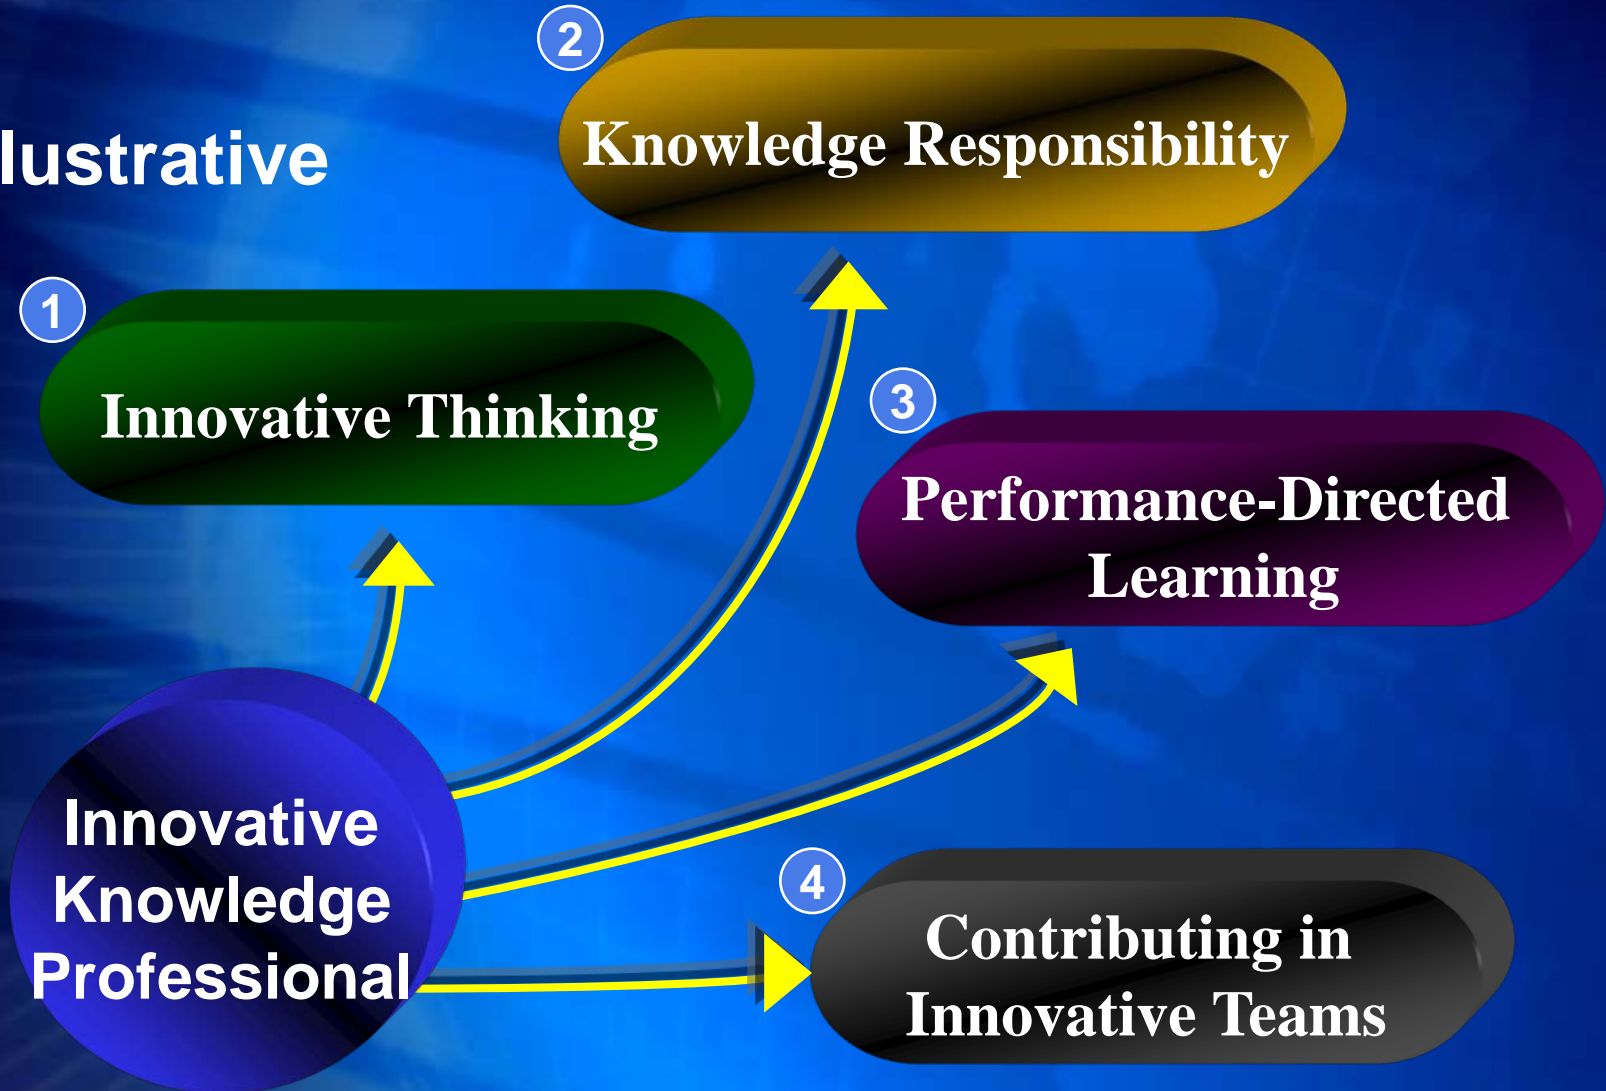 lustrative
1
Innovative Thinking
2
Knowledge Responsibility
3
Performance-Directed
Learning
4
Contributing in
Innovative Teams
Innovative
Knowledge
Professional